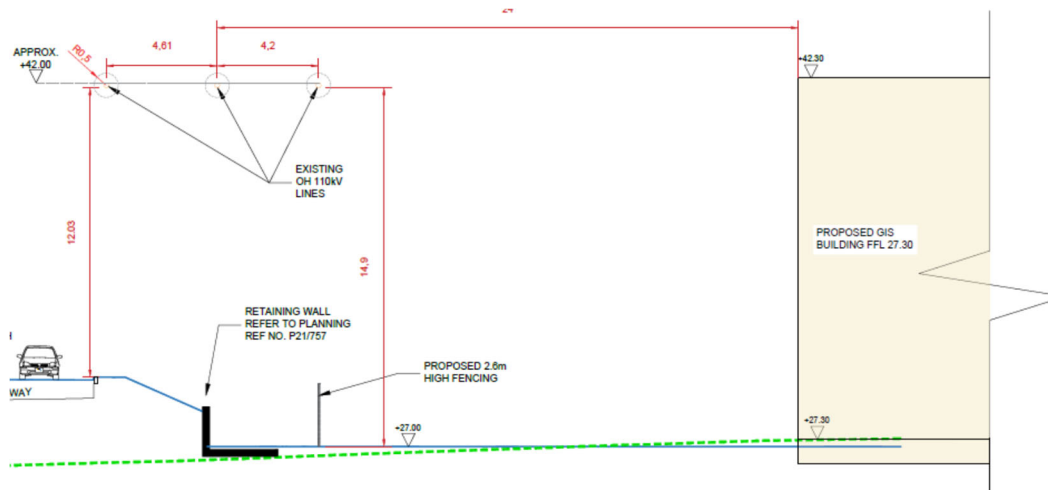 24
4,61
4,2
APPROX.
+42.00
R0,5
+42.30
EXISTING
OH 110kV
LINES
12.03
14,9
PROPOSED GIS
BUILDING FFL 27.30
RETAINING WALL
REFER TO PLANNING
REF NO. P21/757
PROPOSED 2.6m
HIGH FENCING
WAY
+27.00
+27.30